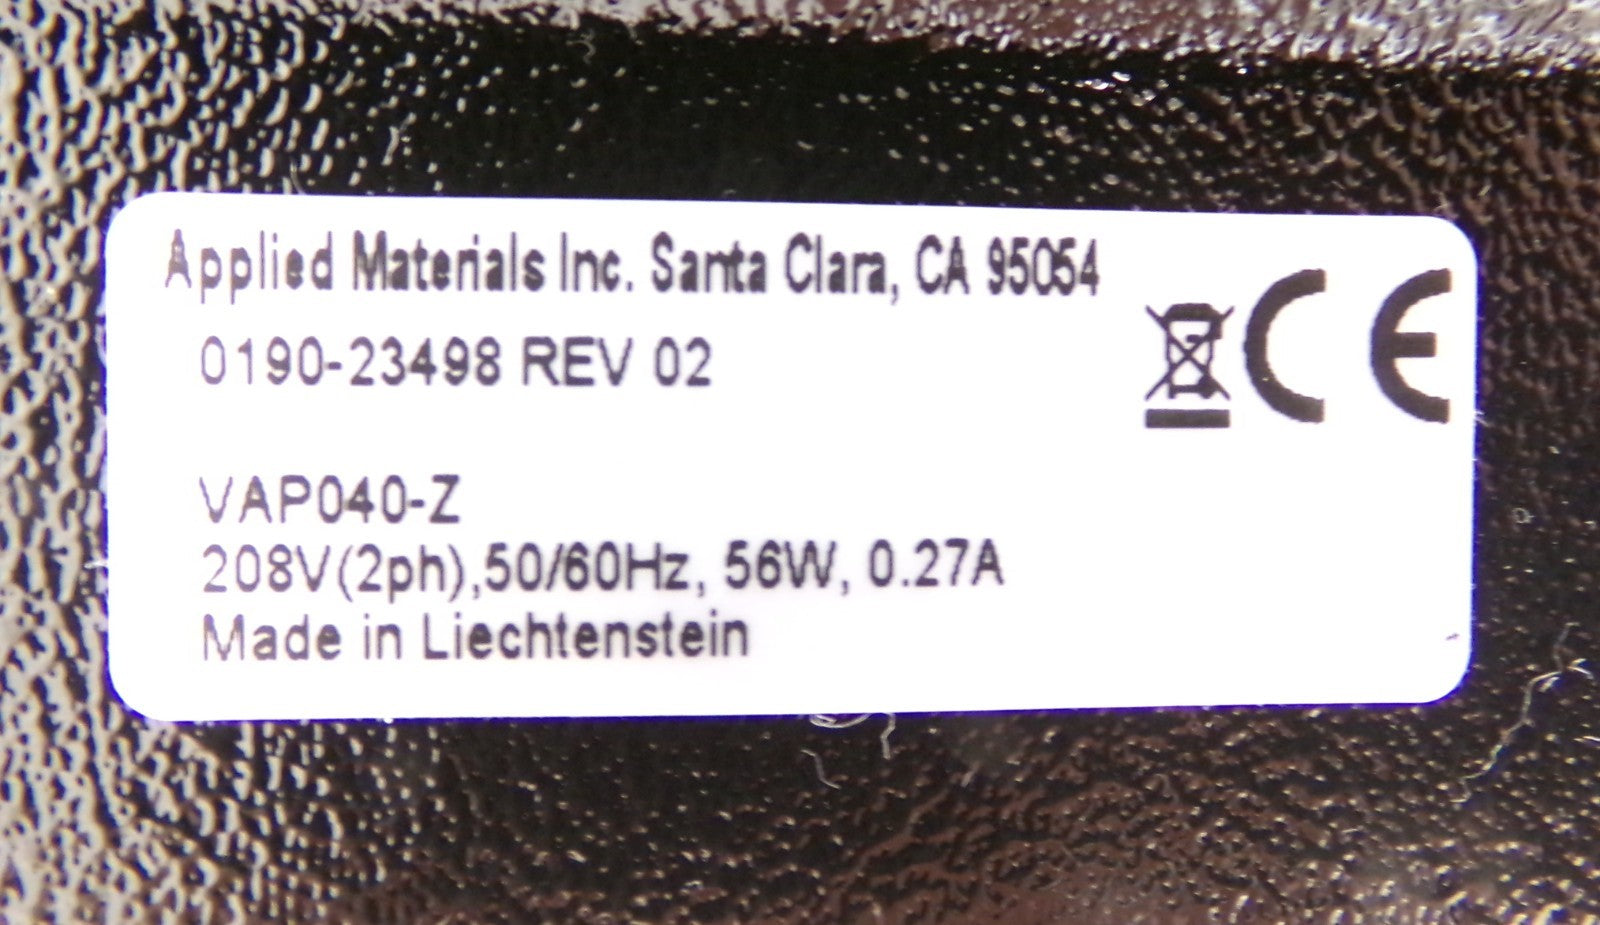 Applied Materials Inc. Santa Clara, CA 95054
0190-23498 REV 02
CE
VAP040-Z
208V(2ph),50/60Hz, 56W, 0.27A
Made in Liechtenstein